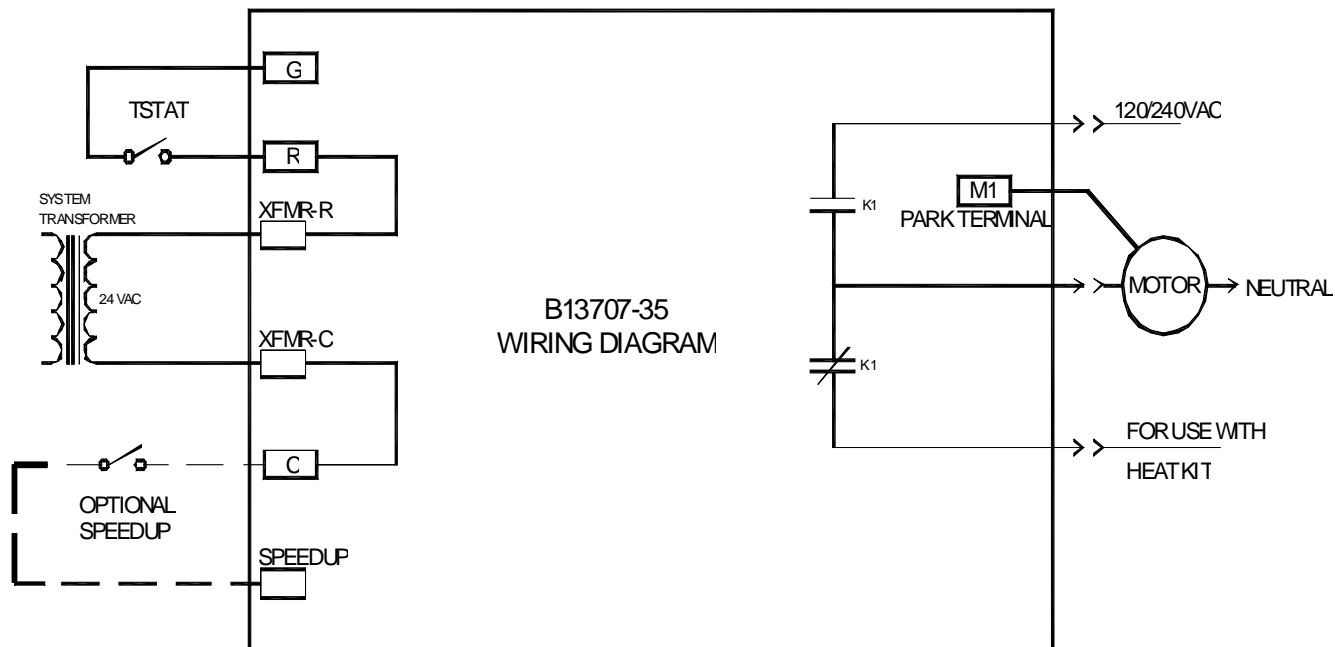 G
TSTAT
R
SYSTEM
TRANSFORMER
XFMR-R
24 VAC
XFMR-C
C
OPTIONAL
SPEEDUP
SPEEDUP
B13707-35
WIRING DIAGRAM
120/240VAC
K1
M1
PARK TERMINAL
MOTOR
NEUTRAL
K1
FOR USE WITH
HEAT KIT